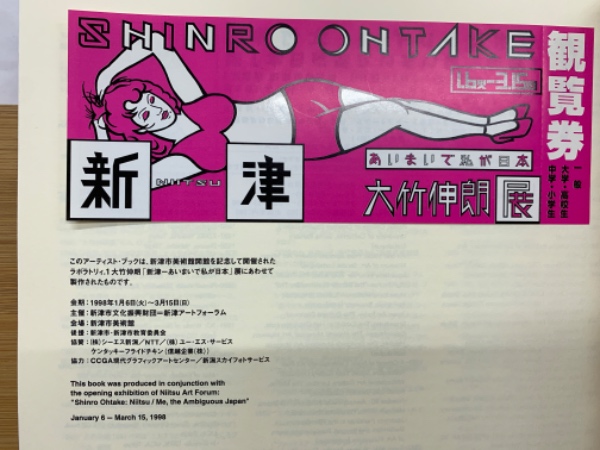 SHINRO OHTAKE
1.6火—3.15日
観覧券
一般
大学・高校生
中学・小学生
あいまいで私が日本
新
NIITSU
津
大竹伸朗展
このアーティスト・ブックは、新津市美術館開館を記念して開催された
ラボラトリィ.1 大竹伸朗「新津ーあいまいで私が日本」展にあわせて
製作されたものです。
会期：1998年1月6日(火)〜3月15日(日)
主催：新津市文化振興財団＝新津アートフォーラム
会場：新津市美術館
後援：新津市・新津市教育委員会
協賛：(株)シーエス新潟／NTT／(株)ユー・エス・サービス
ケンタッキーフライドチキン(信越企業(株))
協力：CCGA現代グラフィックアートセンター／新潟スカイフォトサービス
This book was produced in conjunction with
the opening exhibition of Niitsu Art Forum:
"Shinro Ohtake: Niitsu / Me, the Ambiguous Japan"
January 6 — March 15, 1998